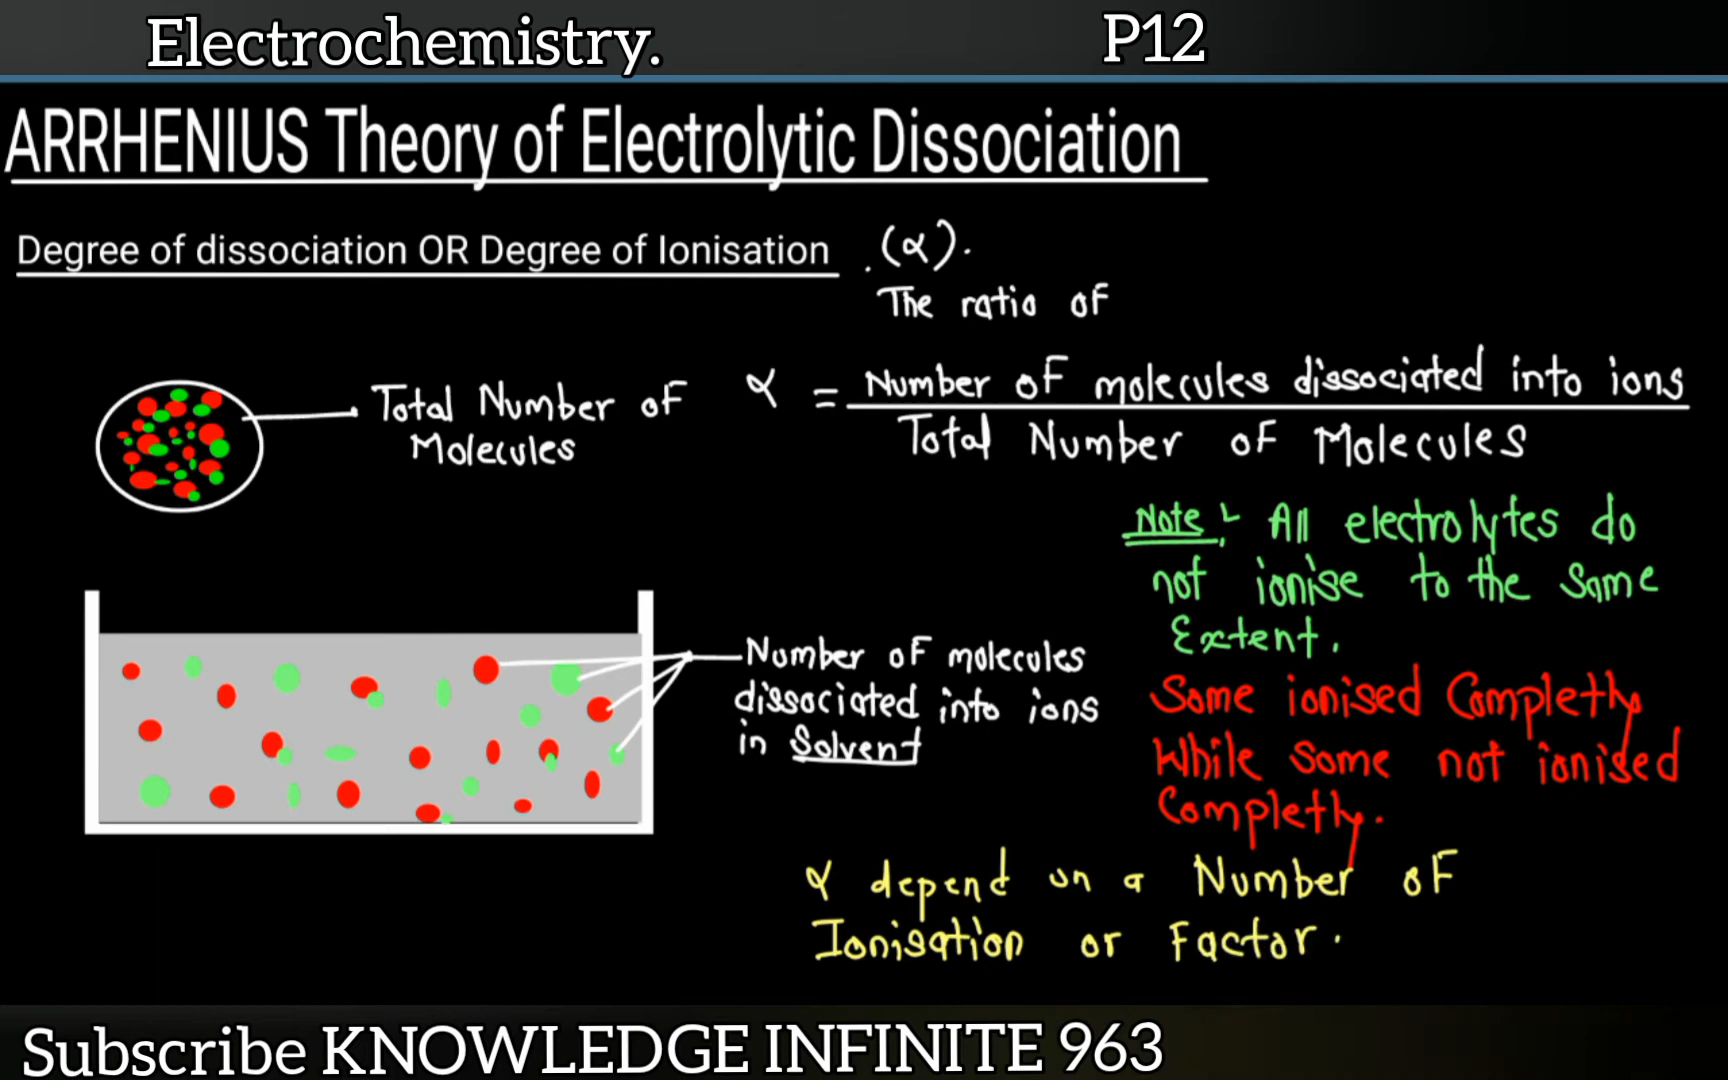 Electrochemistry. P12
ARRHENIUS Theory of Electrolytic Dissociation
Degree of dissociation OR Degree of Ionisation .(α).
The ratio of
Total Number of
Molecules
α = Number of molecules dissociated into ions
Total Number of Molecules
Note :- All electrolytes do
not ionise to the same
Extent.
Some ionised Completly
While some not ionised
Completly.
Number of molecules
dissociated into ions
in Solvent
α depend on a Number of
Ionisation or Factor.
Subscribe KNOWLEDGE INFINITE 963